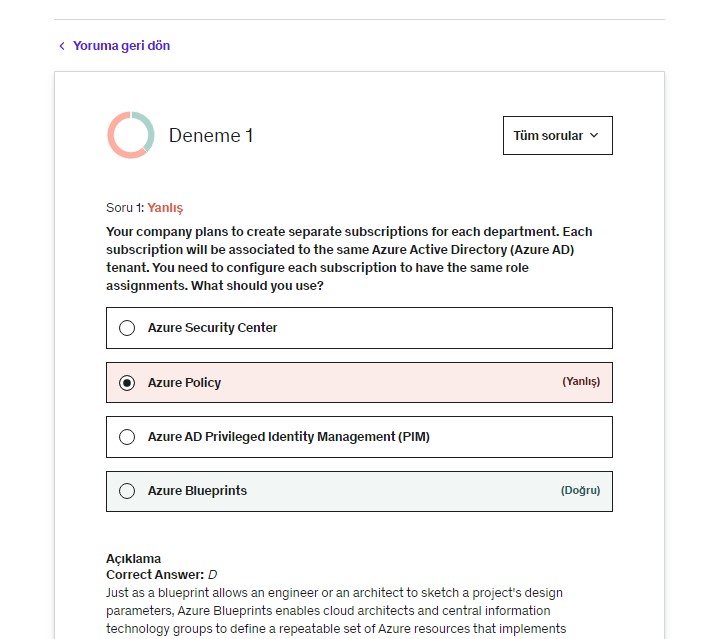 Yoruma geri dön
Deneme 1
Tüm sorular
Soru 1: Yanlış
Your company plans to create separate subscriptions for each department. Each
subscription will be associated to the same Azure Active Directory (Azure AD)
tenant. You need to configure each subscription to have the same role
assignments. What should you use?
Azure Security Center
Azure Policy (Yanlış)
Azure AD Privileged Identity Management (PIM)
Azure Blueprints (Doğru)
Açıklama
Correct Answer: D
Just as a blueprint allows an engineer or an architect to sketch a project's design
parameters, Azure Blueprints enables cloud architects and central information
technology groups to define a repeatable set of Azure resources that implements